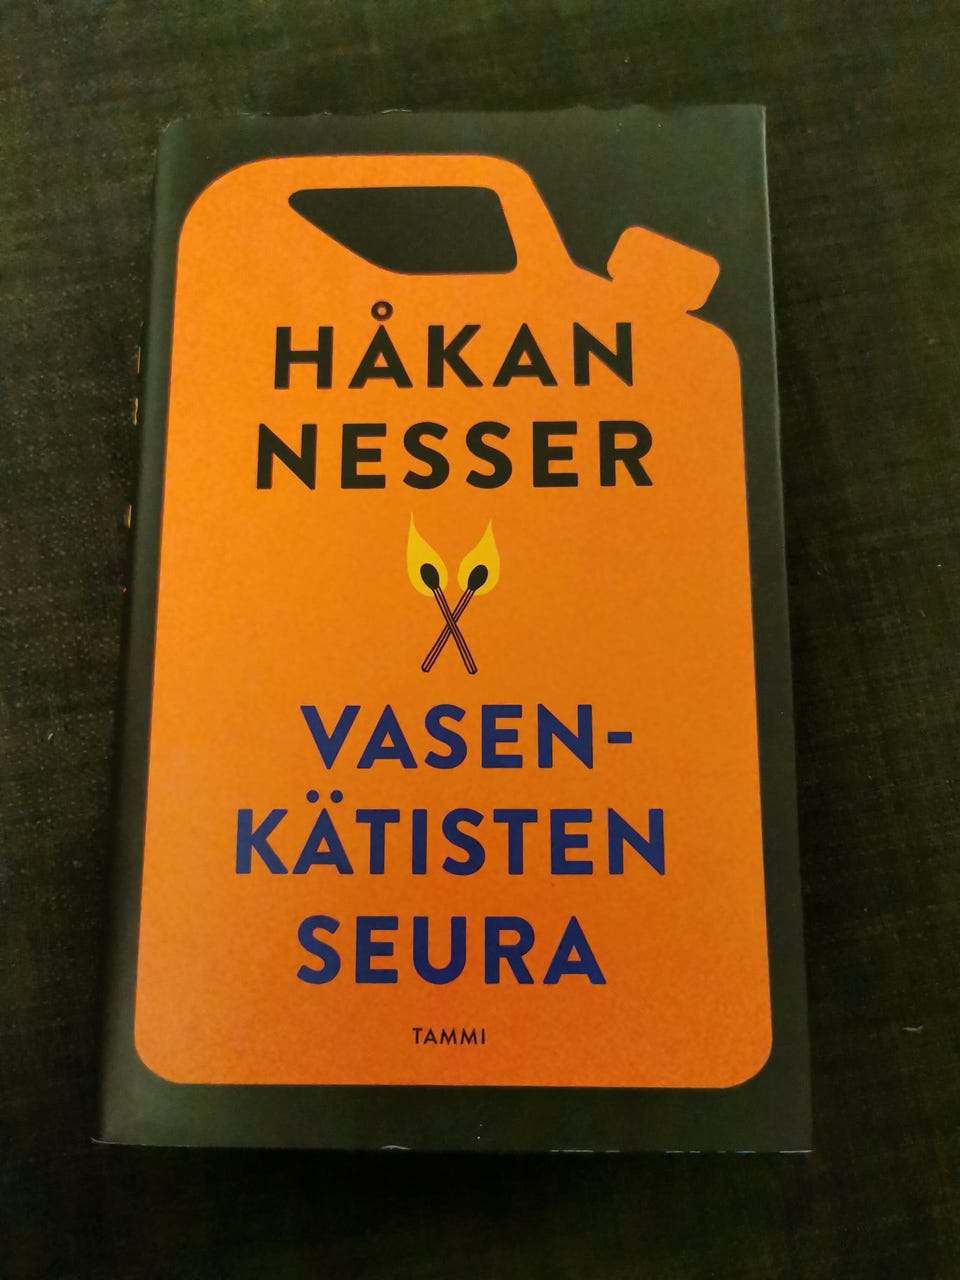 HÅKAN
NESSER
VASEN-
KÄTISTEN
SEURA
TAMMI